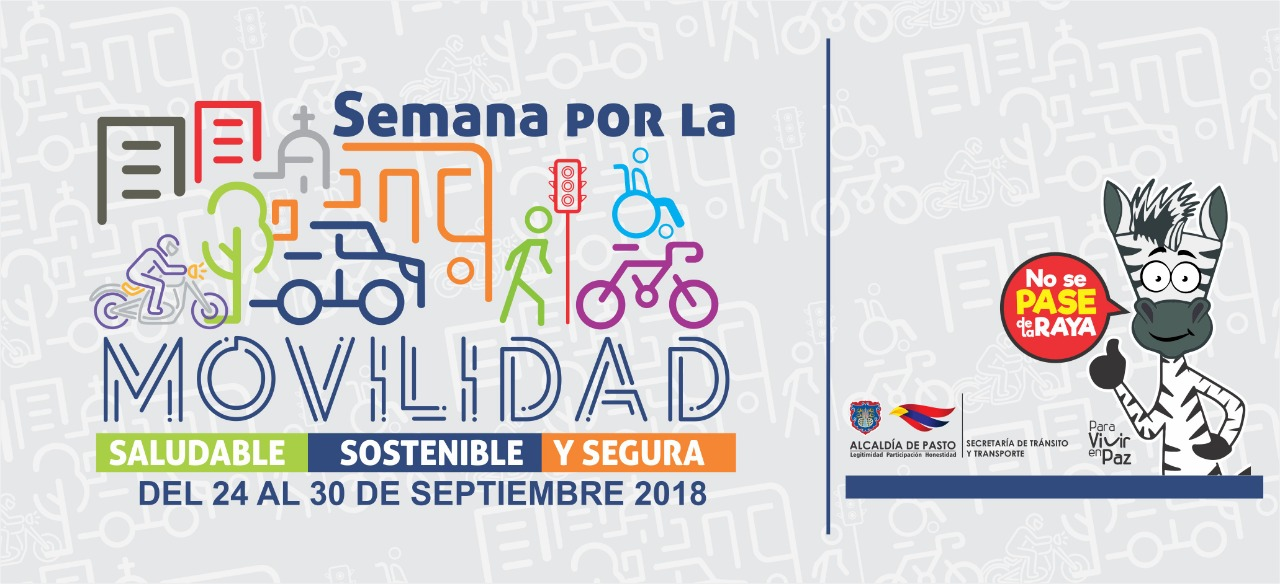 Semana POR La
MOVILIDAD
SALUDABLE SOSTENIBLE Y SEGURA
DEL 24 AL 30 DE SEPTIEMBRE 2018
No se
PASE
de la RAYA
ALCALDÍA DE PASTO
Legitimidad Participación Honestidad
SECRETARÍA DE TRÁNSITO
Y TRANSPORTE
Para
Vivir
en Paz